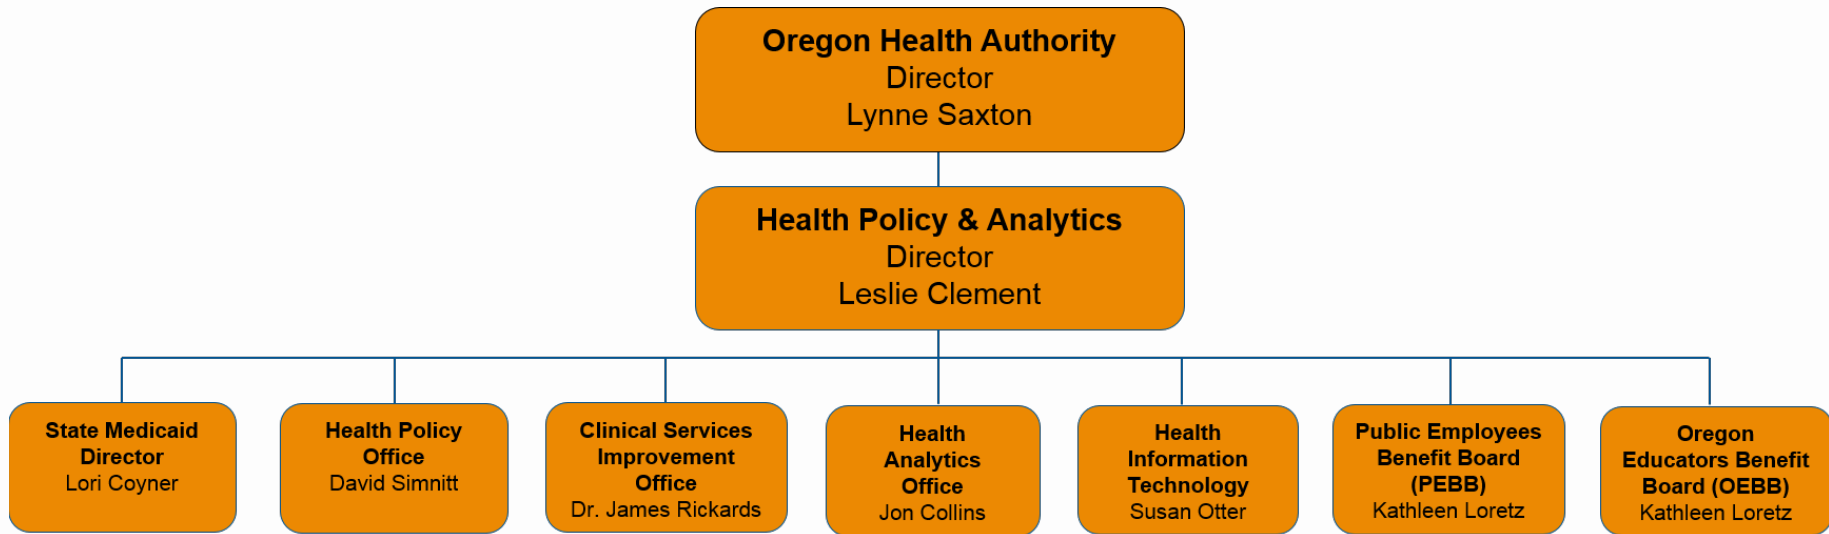 Oregon Health Authority
Director
Lynne Saxton
Health Policy & Analytics
Director
Leslie Clement
State Medicaid
Director
Lori Coyner
Health Policy
Office
David Simnitt
Clinical Services
Improvement
Office
Dr. James Rickards
Health
Analytics
Office
Jon Collins
Health
Information
Technology
Susan Otter
Public Employees
Benefit Board
(PEBB)
Kathleen Loretz
Oregon
Educators Benefit
Board (OEBB)
Kathleen Loretz